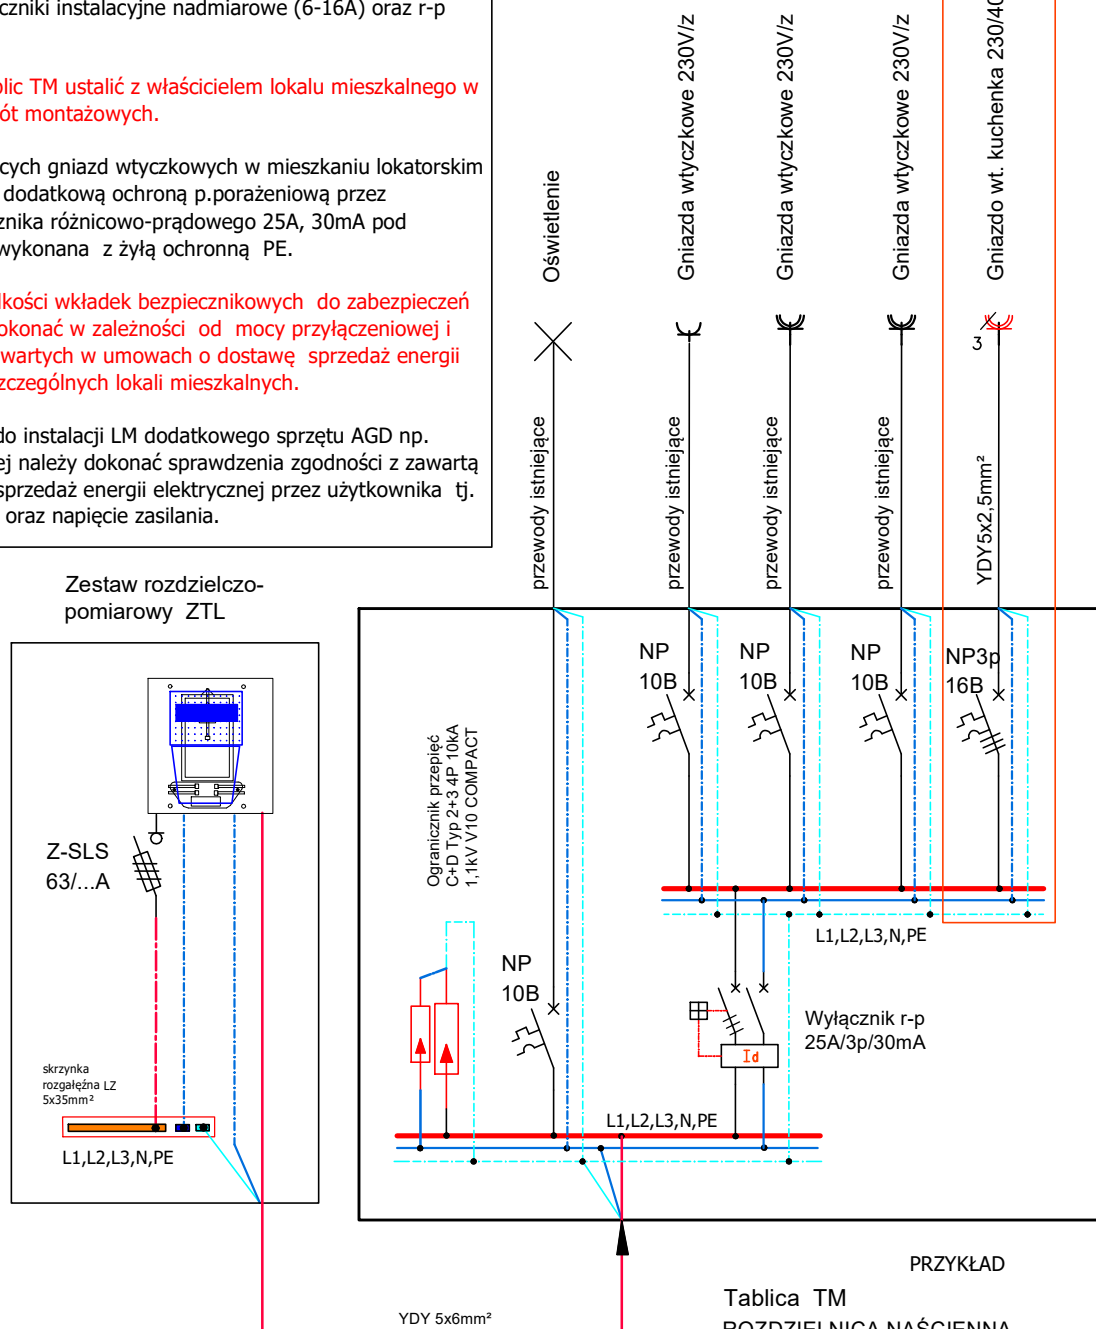 czniki instalacyjne nadmiarowe (6-16A) oraz r-p
blic TM ustalić z właścicielem lokalu mieszkalnego w
ót montażowych.
cych gniazd wtyczkowych w mieszkaniu lokatorskim
dodatkową ochroną p.porażeniową przez
znika różnicowo-prądowego 25A, 30mA pod
wykonana z żyłą ochronną PE.
lkości wkładek bezpiecznikowych do zabezpieczeń
okonać w zależności od mocy przyłączeniowej i
wartych w umowach o dostawę sprzedaż energii
szczególnych lokali mieszkalnych.
do instalacji LM dodatkowego sprzętu AGD np.
ej należy dokonać sprawdzenia zgodności z zawartą
sprzedaż energii elektrycznej przez użytkownika tj.
oraz napięcie zasilania.
Oświetlenie
Gniazda wtyczkowe 230V/z
Gniazda wtyczkowe 230V/z
Gniazda wtyczkowe 230V/z
Gniazdo wt. kuchenka 230/40
3
przewody istniejące
przewody istniejące
przewody istniejące
przewody istniejące
YDY5x2,5mm²
Zestaw rozdzielczo-
pomiarowy ZTL
Z-SLS
63/...A
skrzynka
rozgałęźna LZ
5x35mm²
L1,L2,L3,N,PE
NP
10B
NP
10B
NP
10B
NP3p
16B
Ogranicznik przepięć
C+D Typ 2+3 4P 10kA
1,1kV V10 COMPACT
NP
10B
L1,L2,L3,N,PE
Wyłącznik r-p
25A/3p/30mA
Id
L1,L2,L3,N,PE
PRZYKŁAD
Tablica TM
ROZDZIELNICA NAŚCIENNA
YDY 5x6mm²